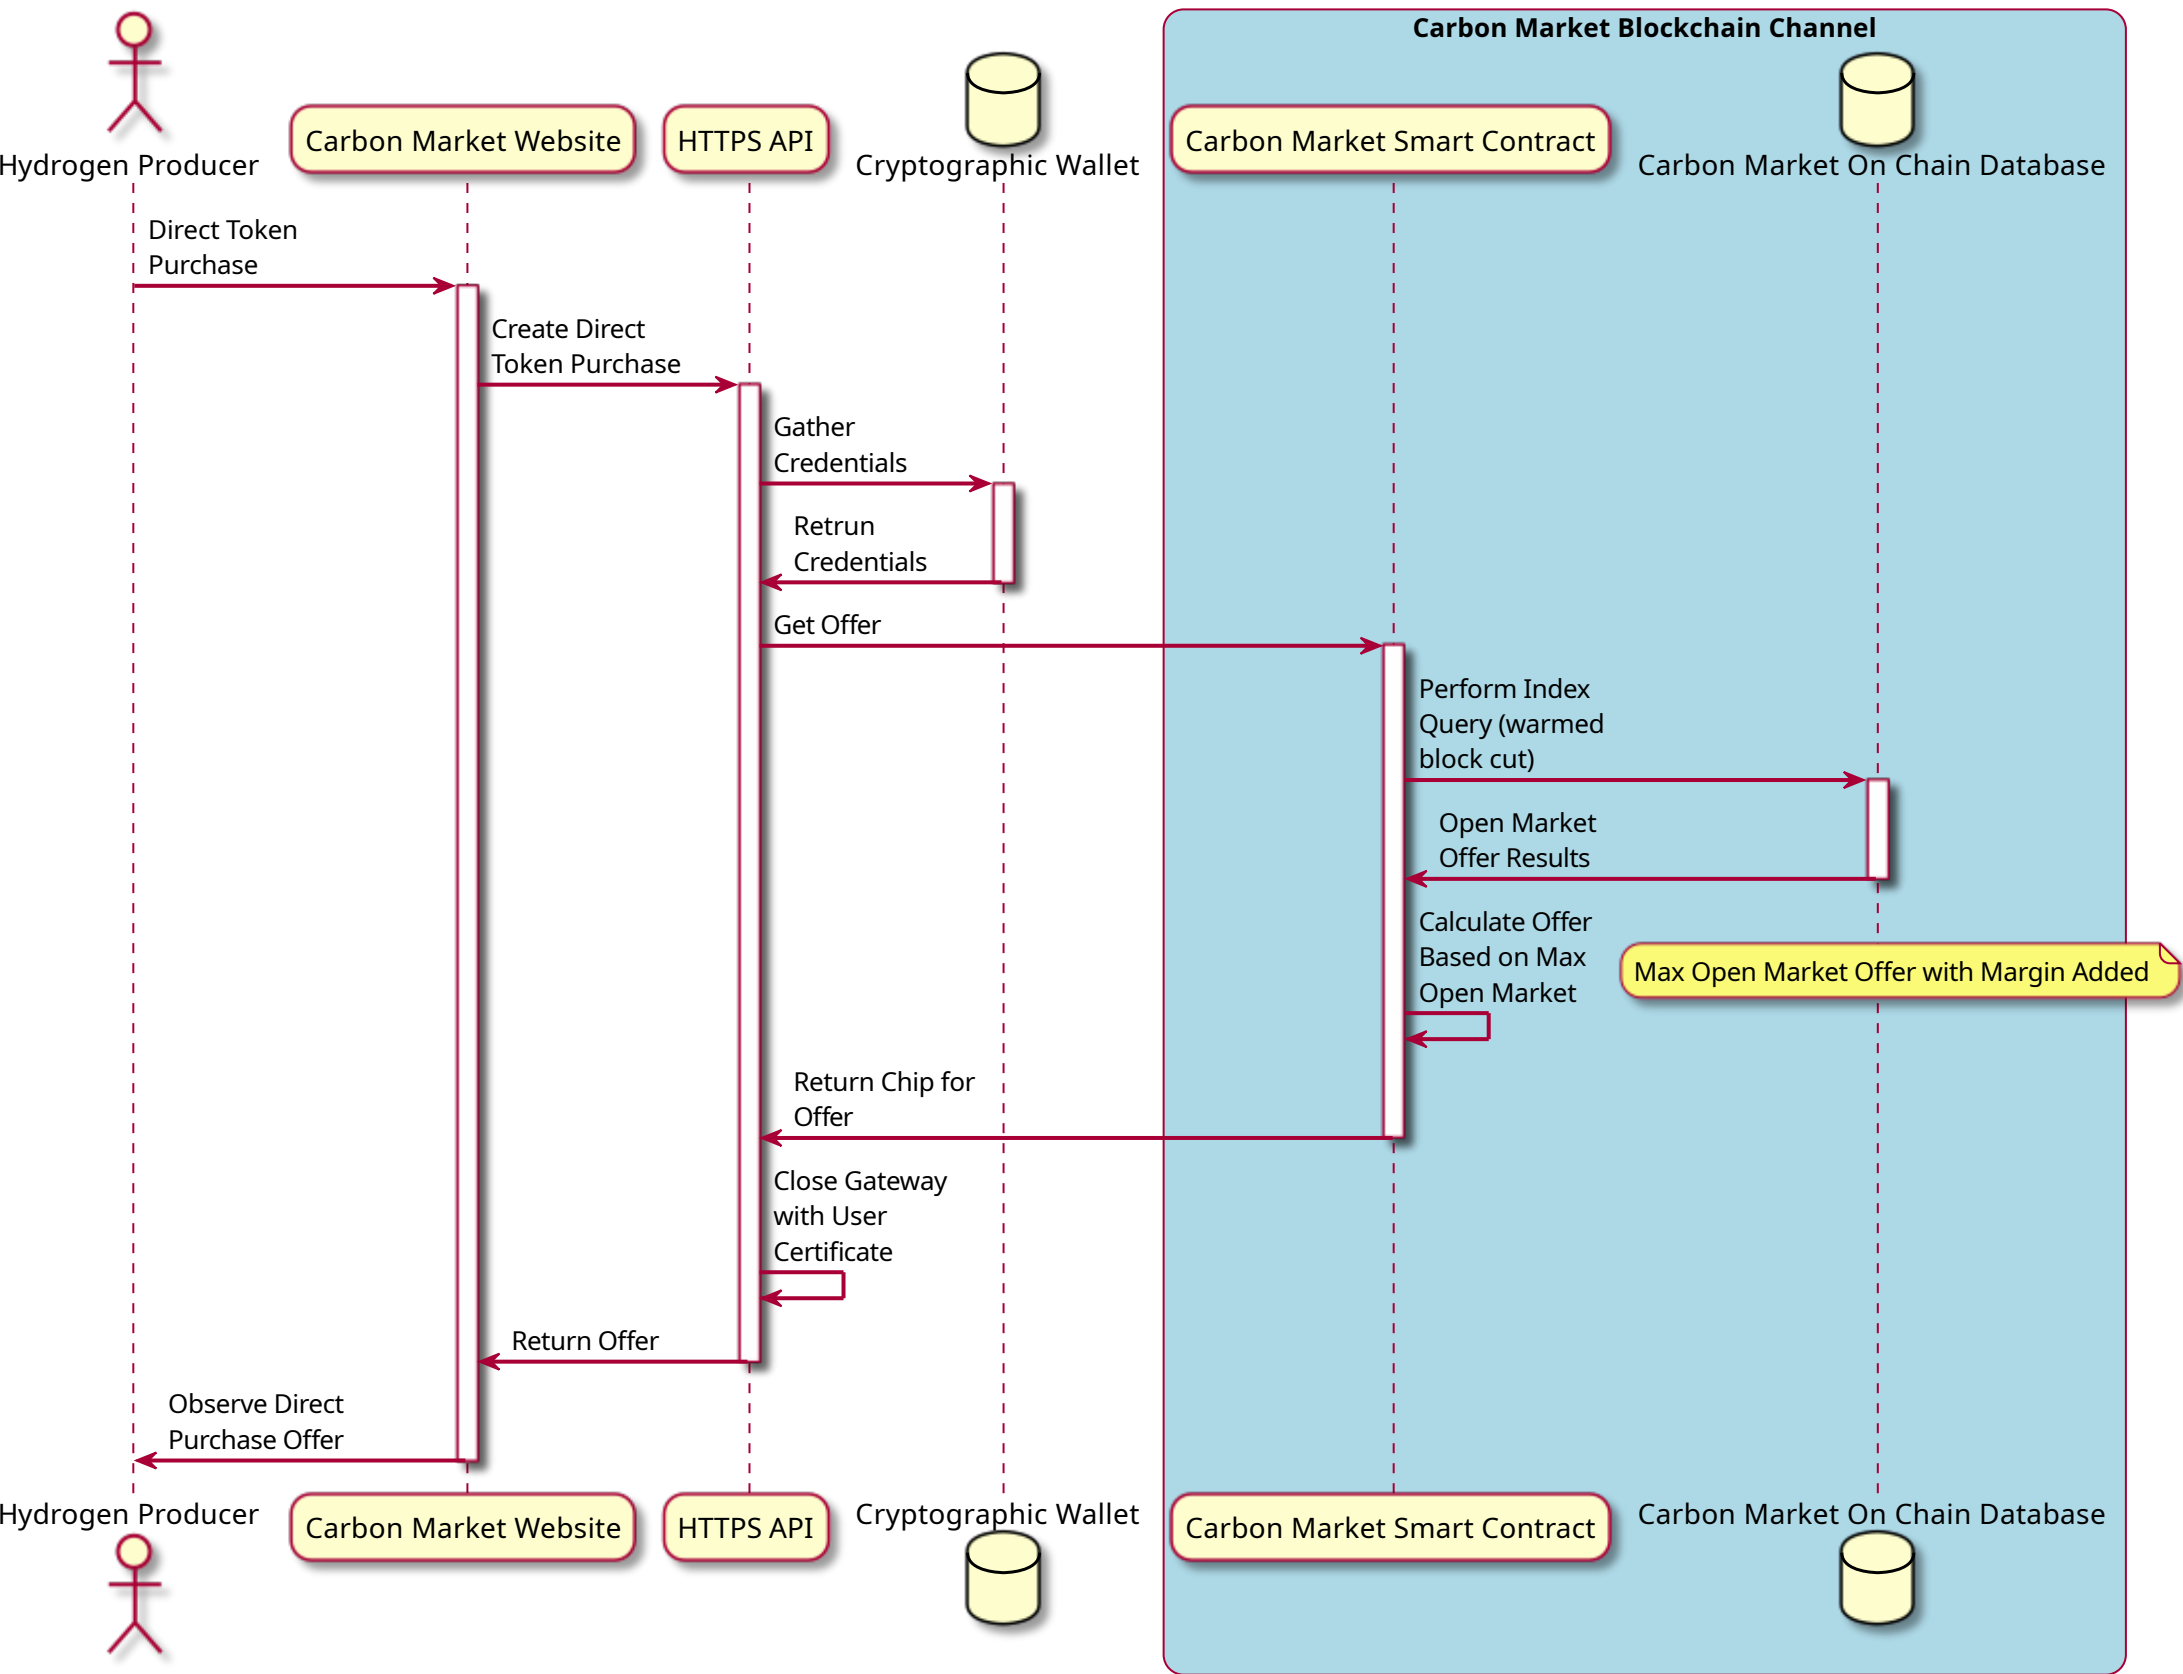 Carbon Market Blockchain Channel
Hydrogen Producer
Carbon Market Website
HTTPS API
Cryptographic Wallet
Carbon Market Smart Contract
Carbon Market On Chain Database
Direct Token
Purchase
Create Direct
Token Purchase
Gather
Credentials
Retrun
Credentials
Get Offer
Perform Index
Query (warmed
block cut)
Open Market
Offer Results
Calculate Offer
Based on Max
Open Market
Max Open Market Offer with Margin Added
Return Chip for
Offer
Close Gateway
with User
Certificate
Return Offer
Observe Direct
Purchase Offer
Hydrogen Producer
Carbon Market Website
HTTPS API
Cryptographic Wallet
Carbon Market Smart Contract
Carbon Market On Chain Database